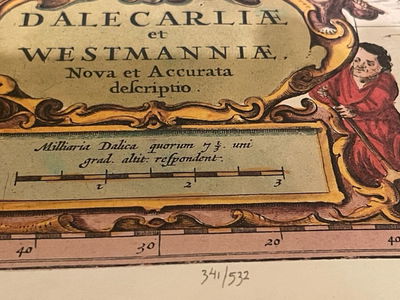 DALECARLIÆ
et
WESTMANNIÆ.
Nova et Accurata
descriptio.
Milliaria Dalica quorum 7½ uni
grad. altit. respondent.
1 2 3
40 30 20 40
341/532